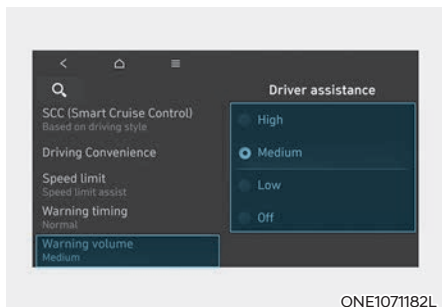 Driver assistance
SCC (Smart Cruise Control)
Based on driving style
Driving Convenience
Speed limit
Speed limit assist
Warning timing
Normal
Warning volume
Medium
High
Medium
Low
Off
ONE1071182L